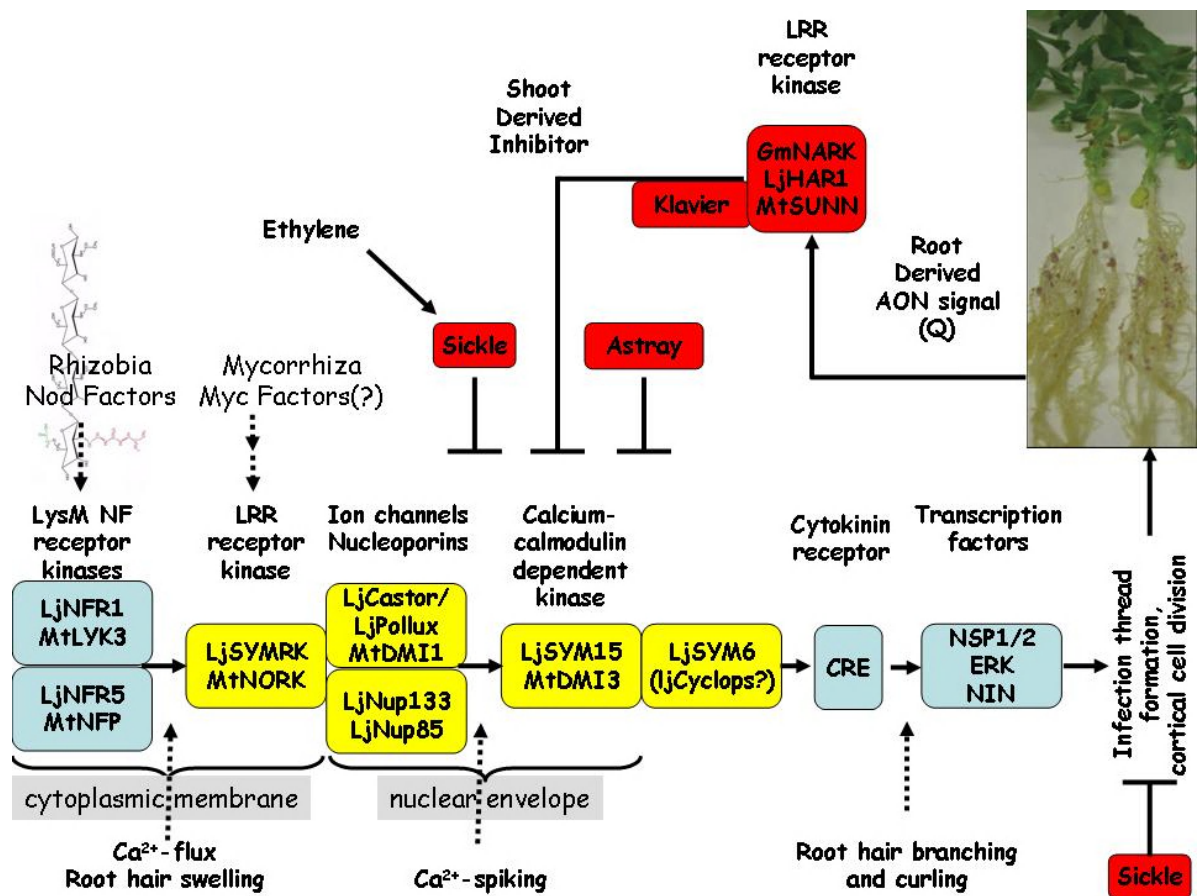 LRR
receptor
kinase
Shoot
Derived
Inhibitor
GmNARK
LjHAR1
MtSUNN
Klavier
Ethylene
Root
Derived
AON signal
(Q)
Sickle
Astray
Rhizobia
Nod Factors
Mycorrhiza
Myc Factors(?)
LysM NF
receptor
kinases
LRR
receptor
kinase
Ion channels
Nucleoporins
Calcium-
calmodulin
dependent
kinase
Cytokinin
receptor
Transcription
factors
LjNFR1
MtLYK3
LjNFR5
MtNFP
LjSYMRK
MtNORK
LjCastor/
LjPollux
MtDMI1
LjNup133
LjNup85
LjSYM15
MtDMI3
LjSYM6
(ljCyclops?)
CRE
NSP1/2
ERK
NIN
Infection thread
formation,
cortical cell division
cytoplasmic membrane
nuclear envelope
Ca²⁺-flux
Root hair swelling
Ca²⁺-spiking
Root hair branching
and curling
Sickle